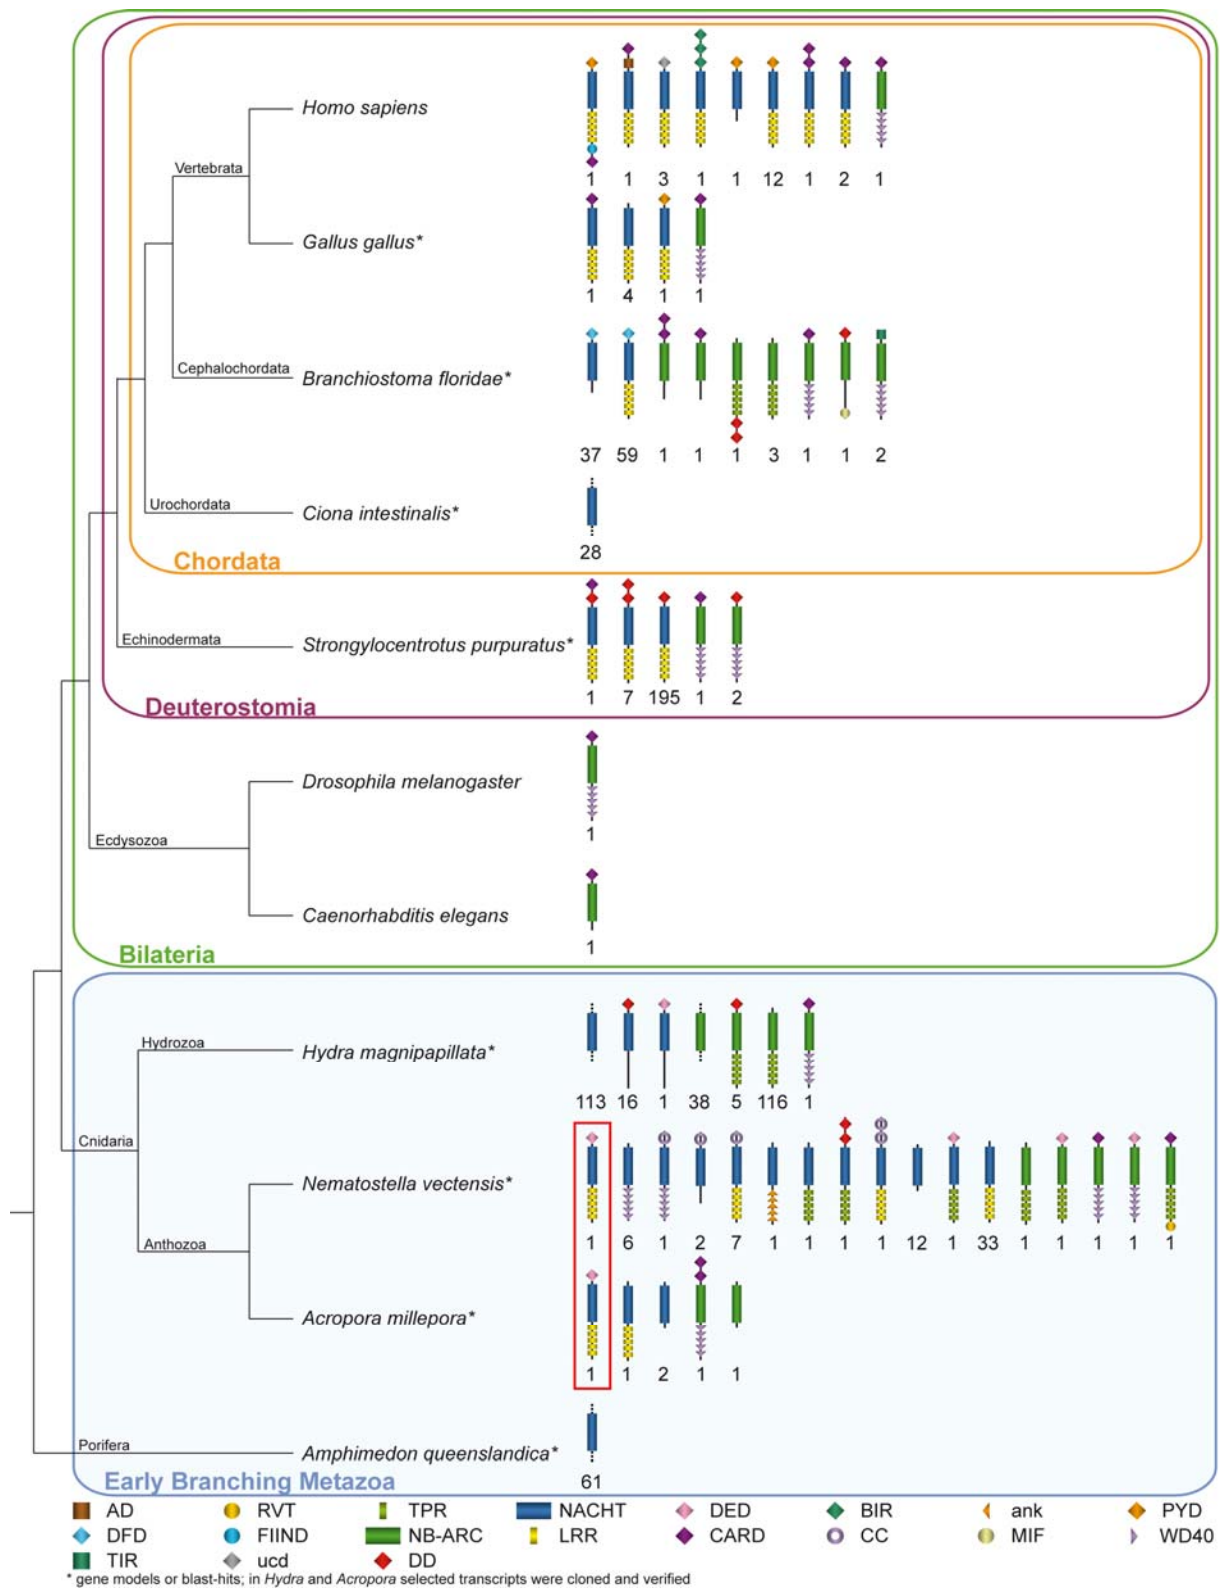 Homo sapiens
Vertebrata
1 1 3 1 1 12 1 2 1
Gallus gallus*
1 4 1 1
Cephalochordata
Branchiostoma floridae*
37 59 1 1 1 3 1 1 2
Urochordata
Ciona intestinalis*
28
Chordata
Echinodermata
Strongylocentrotus purpuratus*
1 7 195 1 2
Deuterostomia
Drosophila melanogaster
1
Ecdysozoa
Caenorhabditis elegans
1
Bilateria
Hydrozoa
Hydra magnipapillata*
113 16 1 38 5 116 1
Cnidaria
Nematostella vectensis*
1 6 1 2 7 1 1 1 1 12 1 33 1 1 1 1 1
Anthozoa
Acropora millepora*
1 1 2 1 1
Porifera
Amphimedon queenslandica*
61
Early Branching Metazoa
AD RVT TPR NACHT DED BIR ank PYD
DFD FIIND NB-ARC LRR CARD CC MIF WD40
TIR ucd DD
* gene models or blast-hits; in Hydra and Acropora selected transcripts were cloned and verified